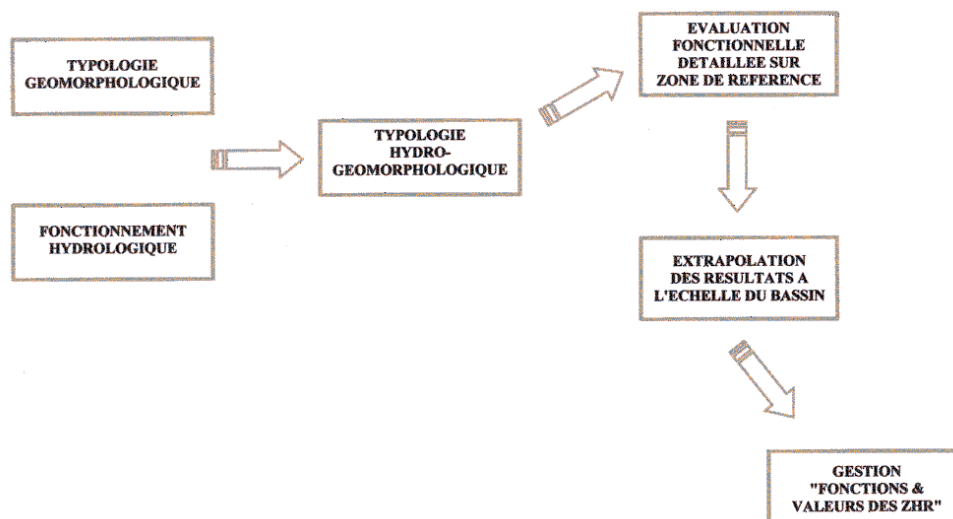 TYPOLOGIE
GEOMORPHOLOGIQUE
FONCTIONNEMENT
HYDROLOGIQUE
TYPOLOGIE
HYDRO-
GEOMORPHOLOGIQUE
EVALUATION
FONCTIONNELLE
DETAILLEE SUR
ZONE DE REFERENCE
EXTRAPOLATION
DES RESULTATS A
L'ECHELLE DU BASSIN
GESTION
"FONCTIONS &
VALEURS DES ZHR"